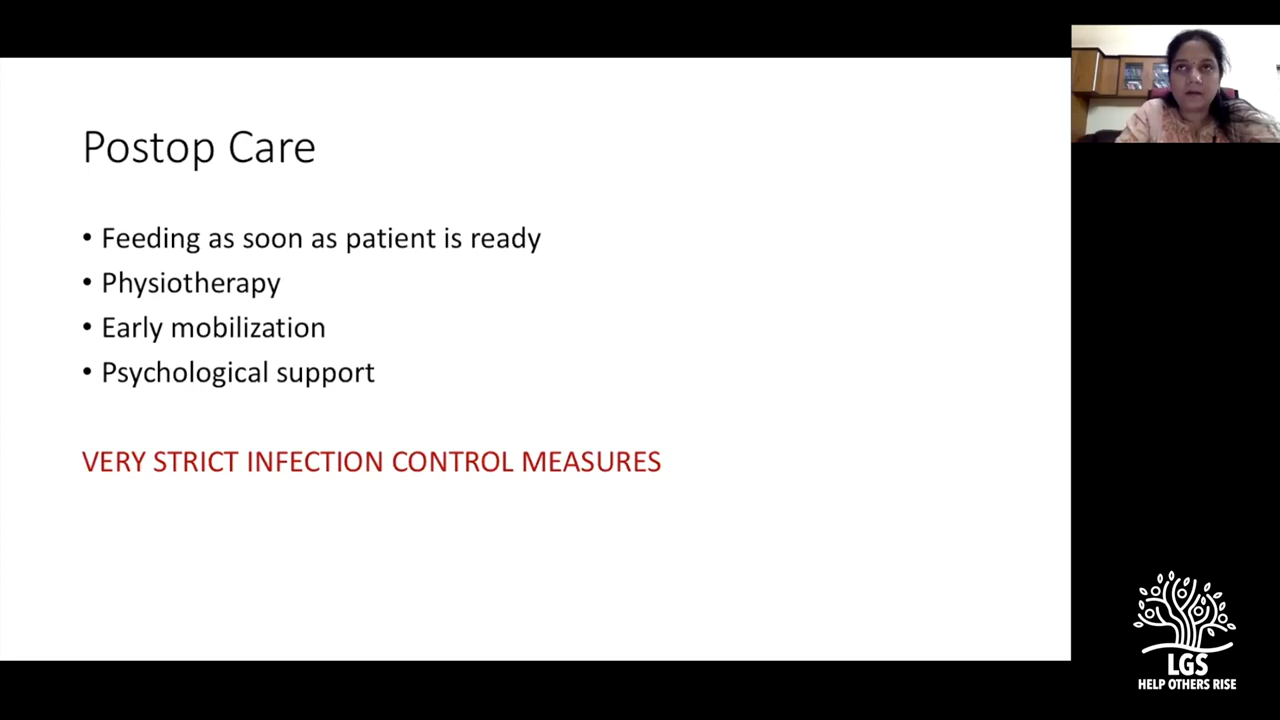 Postop Care
• Feeding as soon as patient is ready
• Physiotherapy
• Early mobilization
• Psychological support
VERY STRICT INFECTION CONTROL MEASURES
LGS
HELP OTHERS RISE